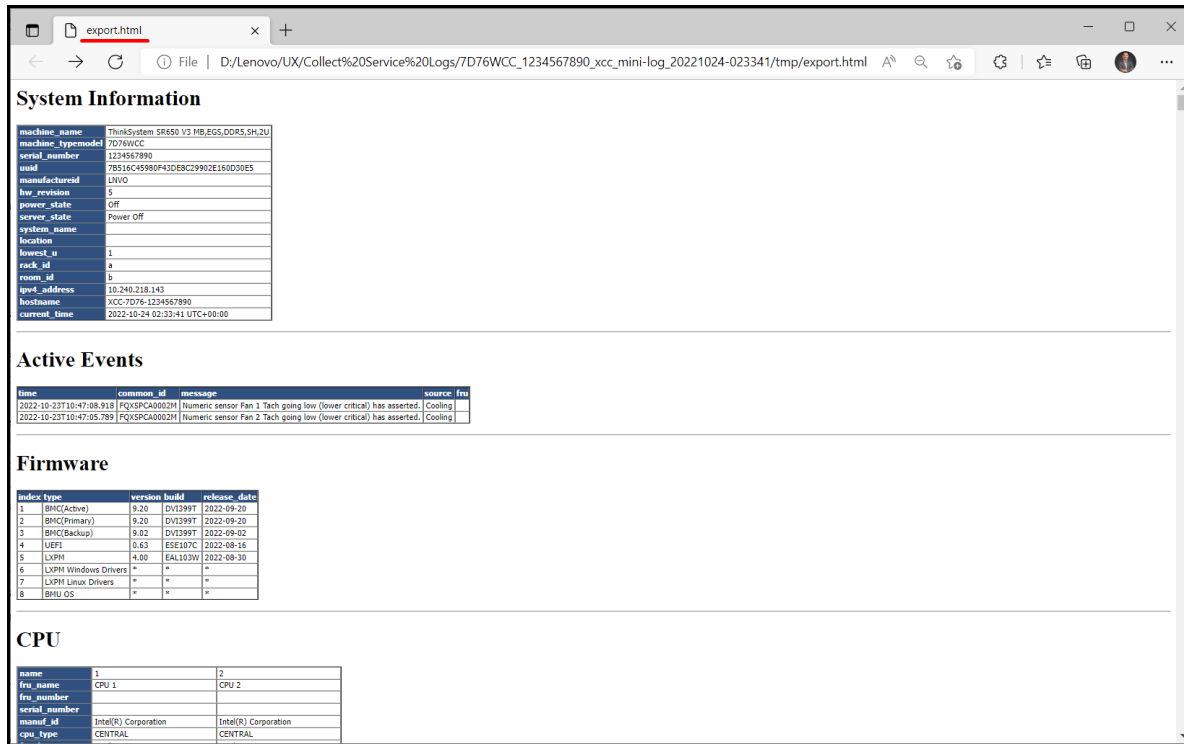 export.html
File | D:/Lenovo/UX/Collect%20Service%20Logs/7D76WCC_1234567890_xcc_mini-log_20221024-023341/tmp/export.html
System Information
machine_name ThinkSystem SR650 V3 MB,EGS,DDR5,SH,2U
machine_typemodel 7D76WCC
serial_number 1234567890
uuid 7B516C45980F43DE8C29902E160D30E5
manufactureid LNVO
hw_revision 5
power_state Off
server_state Power Off
system_name
location
lowest_u 1
rack_id a
room_id b
ipv4_address 10.240.218.143
hostname XCC-7D76-1234567890
current_time 2022-10-24 02:33:41 UTC+00:00
Active Events
time common_id message source fru
2022-10-23T10:47:08.918 FQXSPCA0002M Numeric sensor Fan 1 Tach going low (lower critical) has asserted. Cooling
2022-10-23T10:47:05.789 FQXSPCA0002M Numeric sensor Fan 2 Tach going low (lower critical) has asserted. Cooling
Firmware
index type version build release_date
1 BMC(Active) 9.20 DVI399T 2022-09-20
2 BMC(Primary) 9.20 DVI399T 2022-09-20
3 BMC(Backup) 9.02 DVI399T 2022-09-02
4 UEFI 0.63 ESE107C 2022-08-16
5 LXPM 4.00 EAL103W 2022-08-30
6 LXPM Windows Drivers * * *
7 LXPM Linux Drivers * * *
8 BMU OS * * *
CPU
name 1 2
fru_name CPU 1 CPU 2
fru_number
serial_number
manuf_id Intel(R) Corporation Intel(R) Corporation
cpu_type CENTRAL CENTRAL